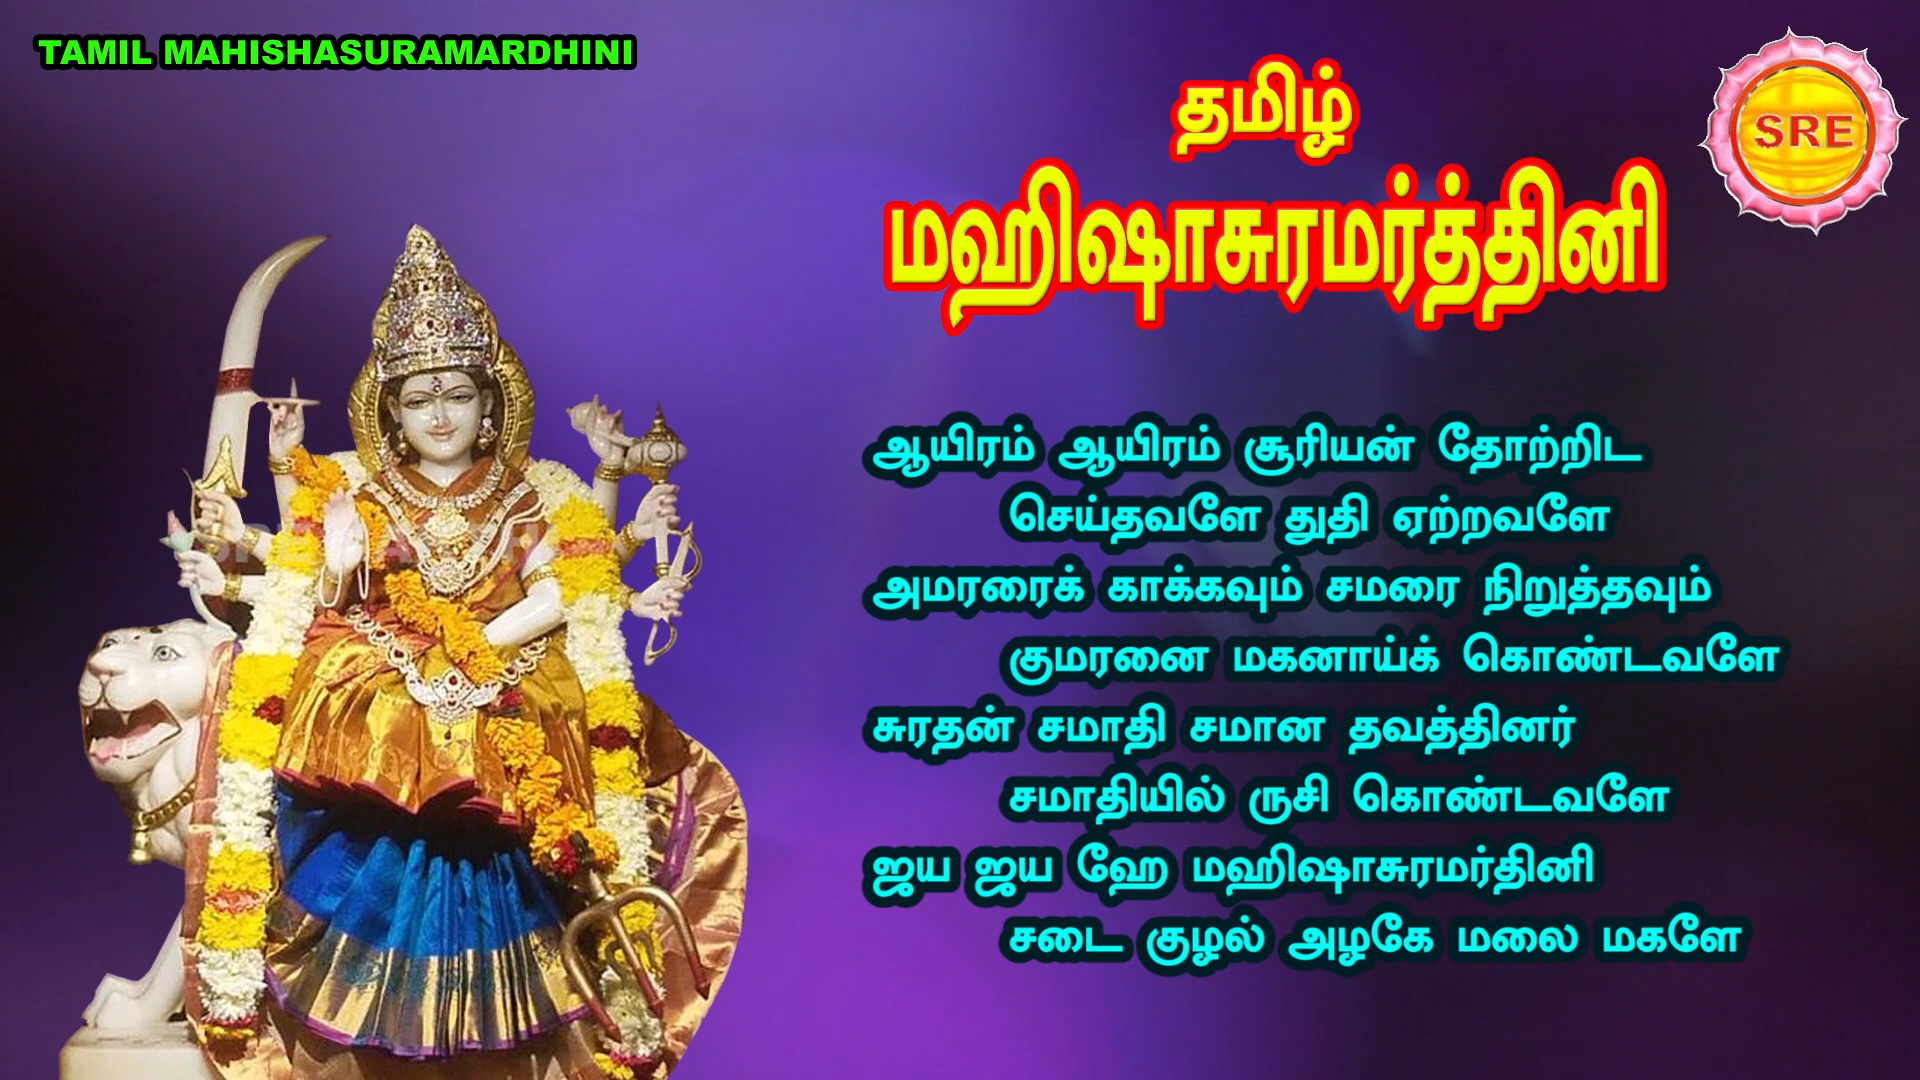 TAMIL MAHISHASURAMARDHINI
தமிழ்
மஹிஷாசுரமர்த்தினி
SRE
ஆயிரம் ஆயிரம் சூரியன் தோற்றிட
செய்தவளே துதி ஏற்றவளே
அமரரைக் காக்கவும் சமரை நிறுத்தவும்
குமரனை மகனாய்க் கொண்டவளே
சுரதன் சமாதி சமான தவத்தினர்
சமாதியில் ருசி கொண்டவளே
ஜய ஜய ஹே மஹிஷாசுரமர்தினி
சடை குழல் அழகே மலை மகளே